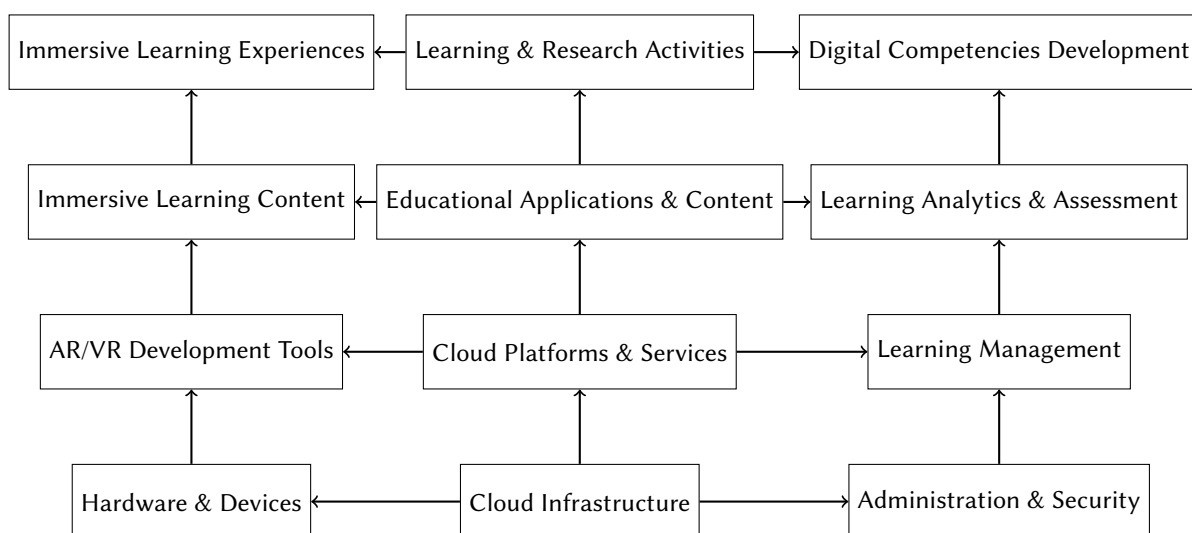 Immersive Learning Experiences
Learning & Research Activities
Digital Competencies Development
Immersive Learning Content
Educational Applications & Content
Learning Analytics & Assessment
AR/VR Development Tools
Cloud Platforms & Services
Learning Management
Hardware & Devices
Cloud Infrastructure
Administration & Security